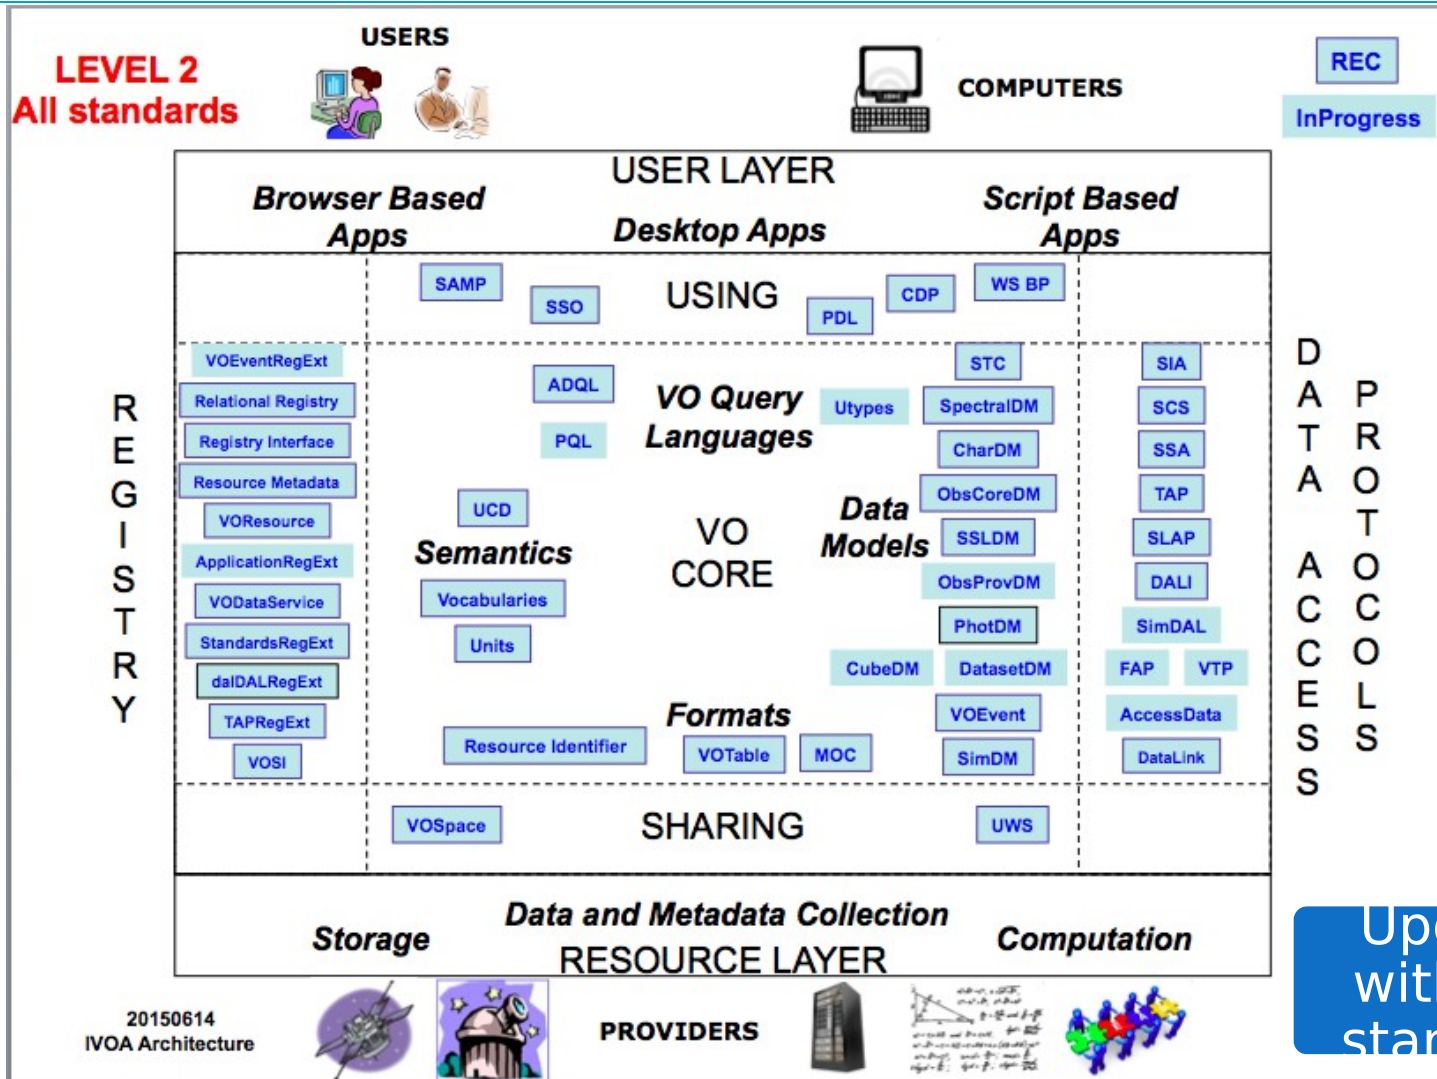 USERS
LEVEL 2
All standards
COMPUTERS
REC
InProgress
USER LAYER
Browser Based
Apps
Desktop Apps
Script Based
Apps
SAMP
SSO
USING
PDL
CDP
WS BP
REGISTRY
VOEventRegExt
Relational Registry
Registry Interface
Resource Metadata
VOResource
ApplicationRegExt
VODataService
StandardsRegExt
dalDALRegExt
TAPRegExt
VOSI
ADQL
PQL
VO Query
Languages
UCD
Semantics
Vocabularies
Units
VO
CORE
Data
Models
Utypes
STC
SpectralDM
CharDM
ObsCoreDM
SSLDM
ObsProvDM
PhotDM
CubeDM
DatasetDM
VOEvent
SimDM
Formats
Resource Identifier
VOTable
MOC
SIA
SCS
SSA
TAP
SLAP
DALI
SimDAL
FAP
VTP
AccessData
DataLink
DATA ACCESS
PROTOCOLS
VOSpace
SHARING
UWS
Storage
Data and Metadata Collection
RESOURCE LAYER
Computation
20150614
IVOA Architecture
PROVIDERS